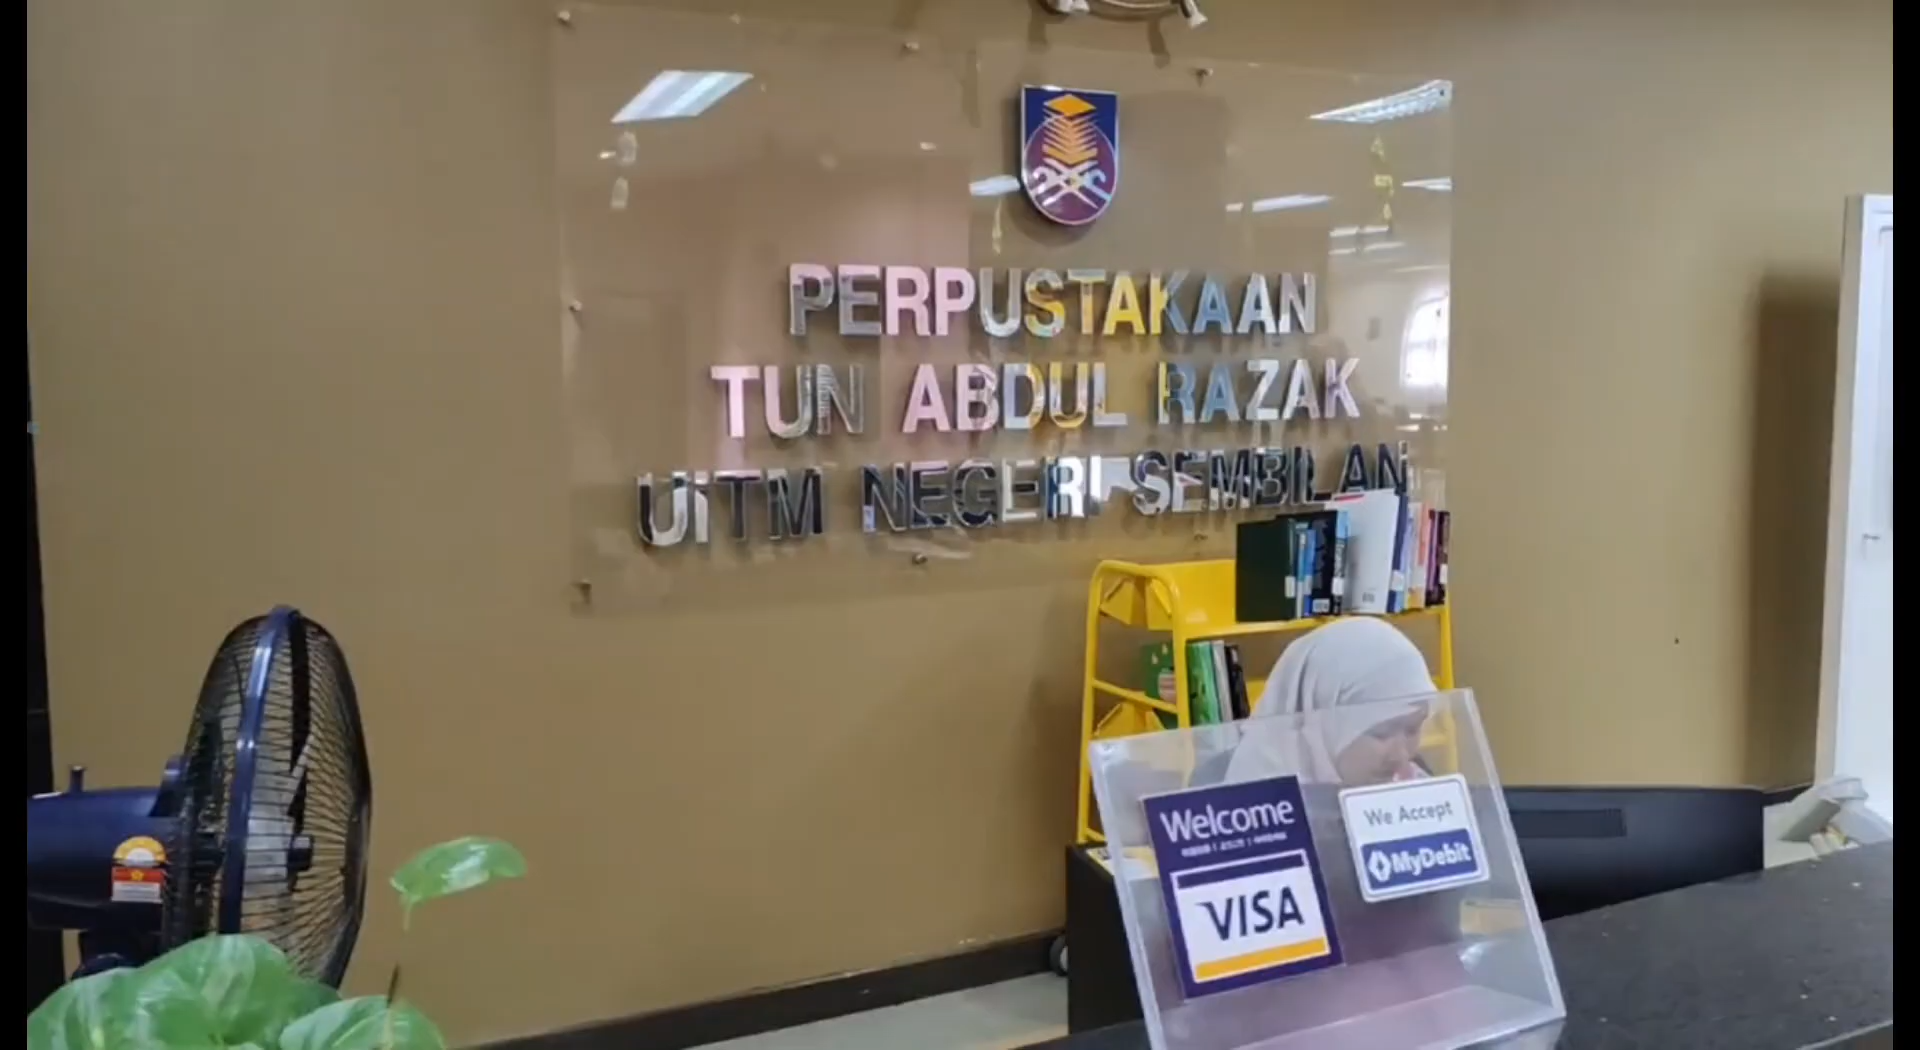 PERPUSTAKAAN
TUN ABDUL RAZAK
UiTM NEGERI SEMBILAN
Welcome
VISA
We Accept
MyDebit